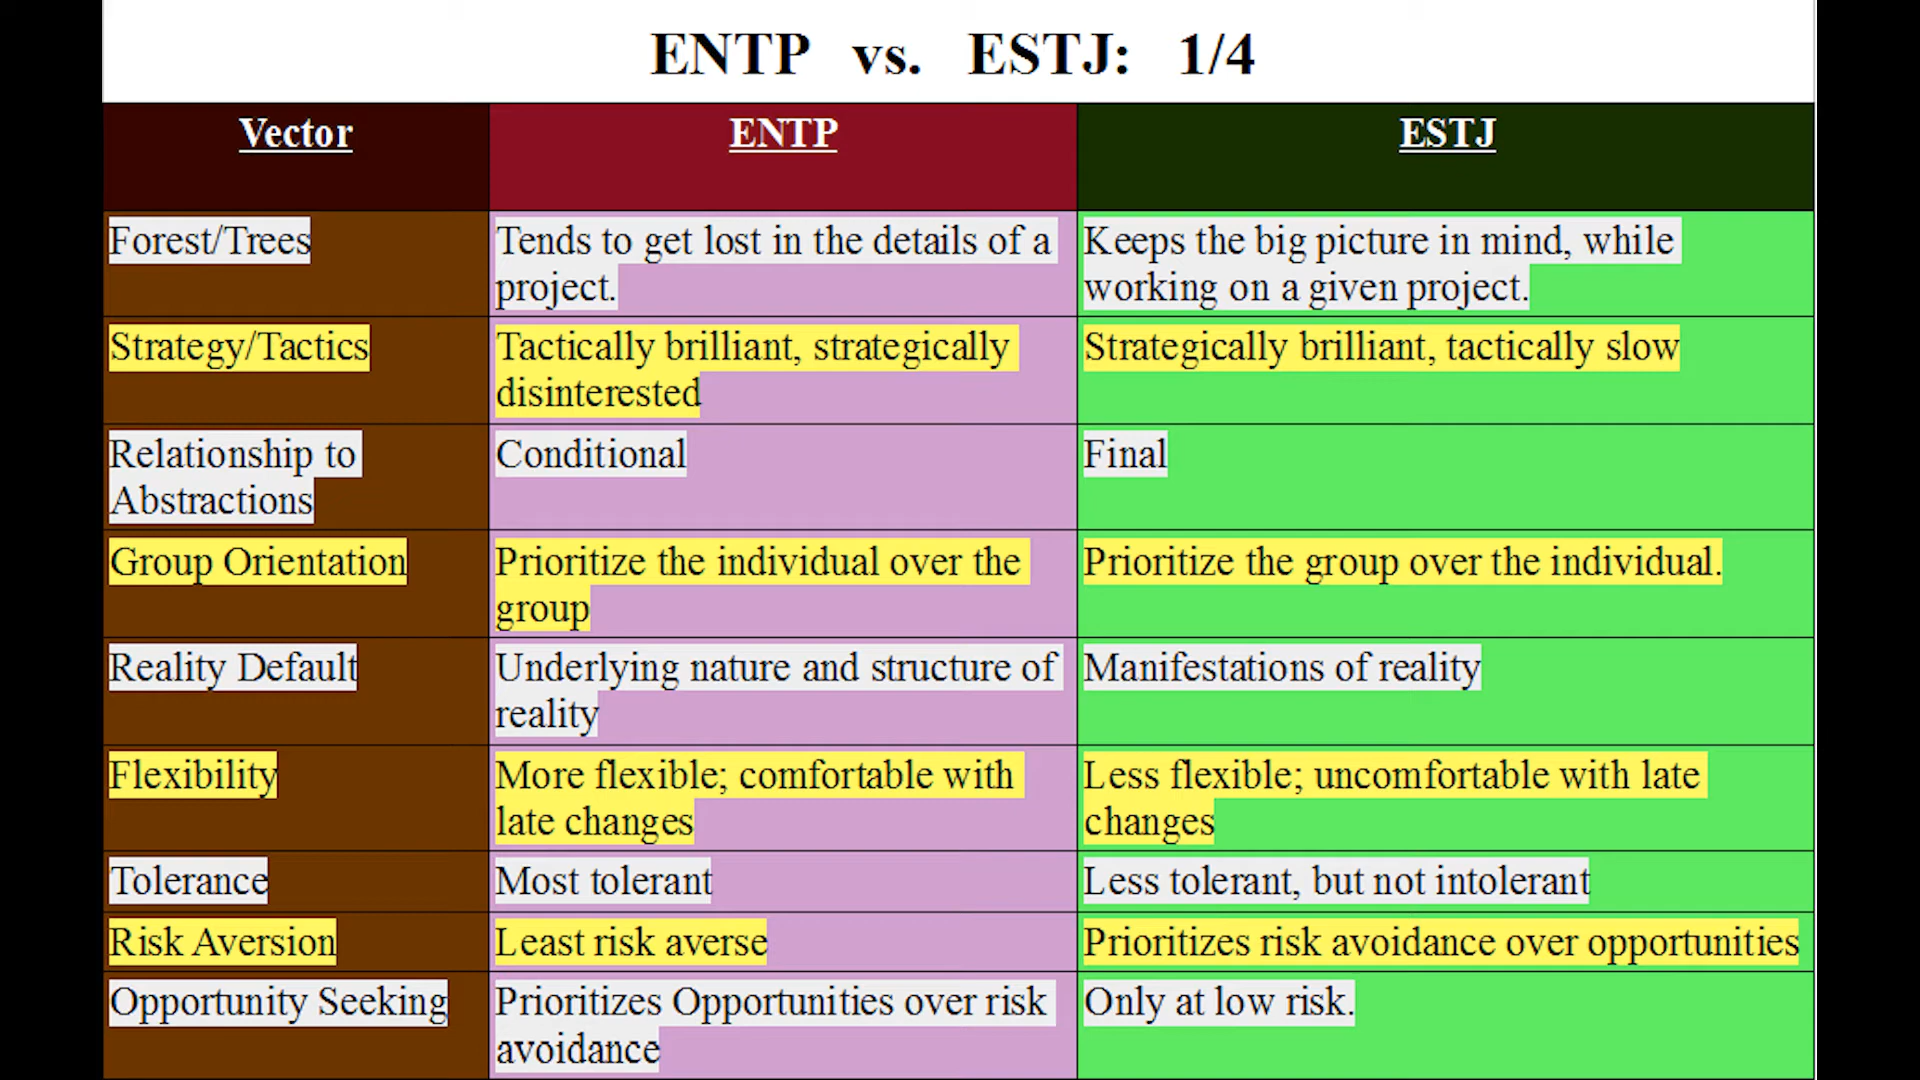 ENTP vs. ESTJ: 1/4
Vector
ENTP
ESTJ
Forest/Trees
Tends to get lost in the details of a
project.
Keeps the big picture in mind, while
working on a given project.
Strategy/Tactics
Tactically brilliant, strategically
disinterested
Strategically brilliant, tactically slow
Relationship to
Abstractions
Conditional
Final
Group Orientation
Prioritize the individual over the
group
Prioritize the group over the individual.
Reality Default
Underlying nature and structure of
reality
Manifestations of reality
Flexibility
More flexible; comfortable with
late changes
Less flexible; uncomfortable with late
changes
Tolerance
Most tolerant
Less tolerant, but not intolerant
Risk Aversion
Least risk averse
Prioritizes risk avoidance over opportunities
Opportunity Seeking
Prioritizes Opportunities over risk
avoidance
Only at low risk.